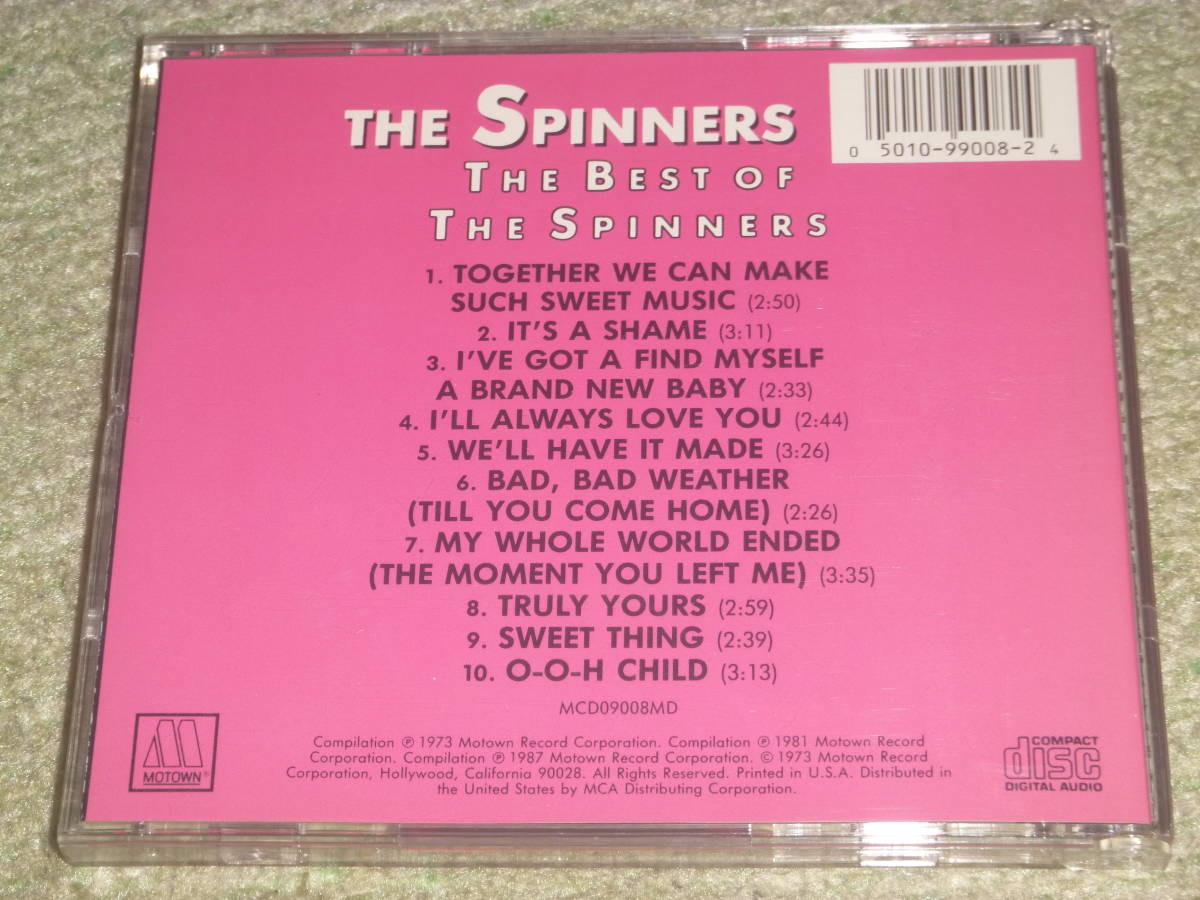 THE SPINNERS
THE BEST OF
THE SPINNERS
0 5010-99008-2 4
1. TOGETHER WE CAN MAKE
SUCH SWEET MUSIC (2:50)
2. IT'S A SHAME (3:11)
3. I'VE GOT A FIND MYSELF
A BRAND NEW BABY (2:33)
4. I'LL ALWAYS LOVE YOU (2:44)
5. WE'LL HAVE IT MADE (3:26)
6. BAD, BAD WEATHER
(TILL YOU COME HOME) (2:26)
7. MY WHOLE WORLD ENDED
(THE MOMENT YOU LEFT ME) (3:35)
8. TRULY YOURS (2:59)
9. SWEET THING (2:39)
10. O-O-H CHILD (3:13)
MCD09008MD
Compilation ℗ 1973 Motown Record Corporation. Compilation ℗ 1981 Motown Record
Corporation. Compilation ℗ 1987 Motown Record Corporation. © 1973 Motown Record
Corporation, Hollywood, California 90028. All Rights Reserved. Printed in U.S.A. Distributed in
the United States by MCA Distributing Corporation.
M
MOTOWN®
COMPACT
disc
DIGITAL AUDIO